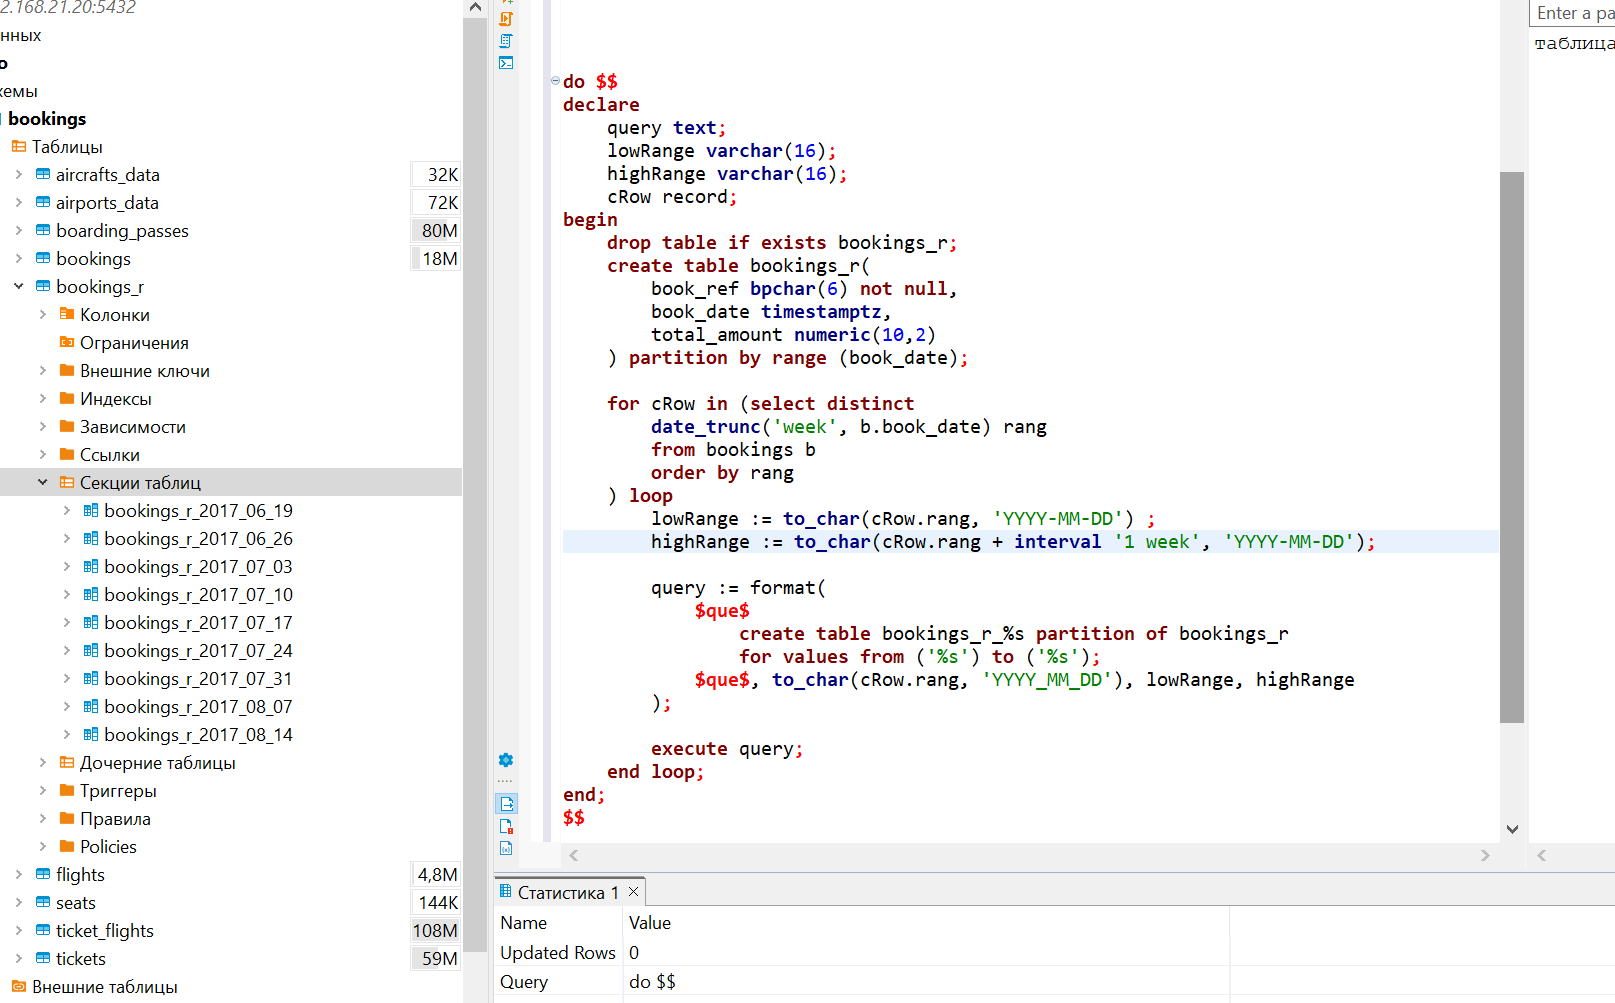 2.168.21.20:5432
нных
о
хемы
bookings
Таблицы
aircrafts_data 32K
airports_data 72K
boarding_passes 80M
bookings 18M
bookings_r
Колонки
Ограничения
Внешние ключи
Индексы
Зависимости
Ссылки
Секции таблиц
bookings_r_2017_06_19
bookings_r_2017_06_26
bookings_r_2017_07_03
bookings_r_2017_07_10
bookings_r_2017_07_17
bookings_r_2017_07_24
bookings_r_2017_07_31
bookings_r_2017_08_07
bookings_r_2017_08_14
Дочерние таблицы
Триггеры
Правила
Policies
flights 4,8M
seats 144K
ticket_flights 108M
tickets 59M
Внешние таблицы
do $$
declare
query text;
lowRange varchar(16);
highRange varchar(16);
cRow record;
begin
drop table if exists bookings_r;
create table bookings_r(
book_ref bpchar(6) not null,
book_date timestamptz,
total_amount numeric(10,2)
) partition by range (book_date);
for cRow in (select distinct
date_trunc('week', b.book_date) rang
from bookings b
order by rang
) loop
lowRange := to_char(cRow.rang, 'YYYY-MM-DD') ;
highRange := to_char(cRow.rang + interval '1 week', 'YYYY-MM-DD');
query := format(
$que$
create table bookings_r_%s partition of bookings_r
for values from ('%s') to ('%s');
$que$, to_char(cRow.rang, 'YYYY_MM_DD'), lowRange, highRange
);
execute query;
end loop;
end;
$$
Enter a pa
таблица
Статистика 1
Name Value
Updated Rows 0
Query do $$